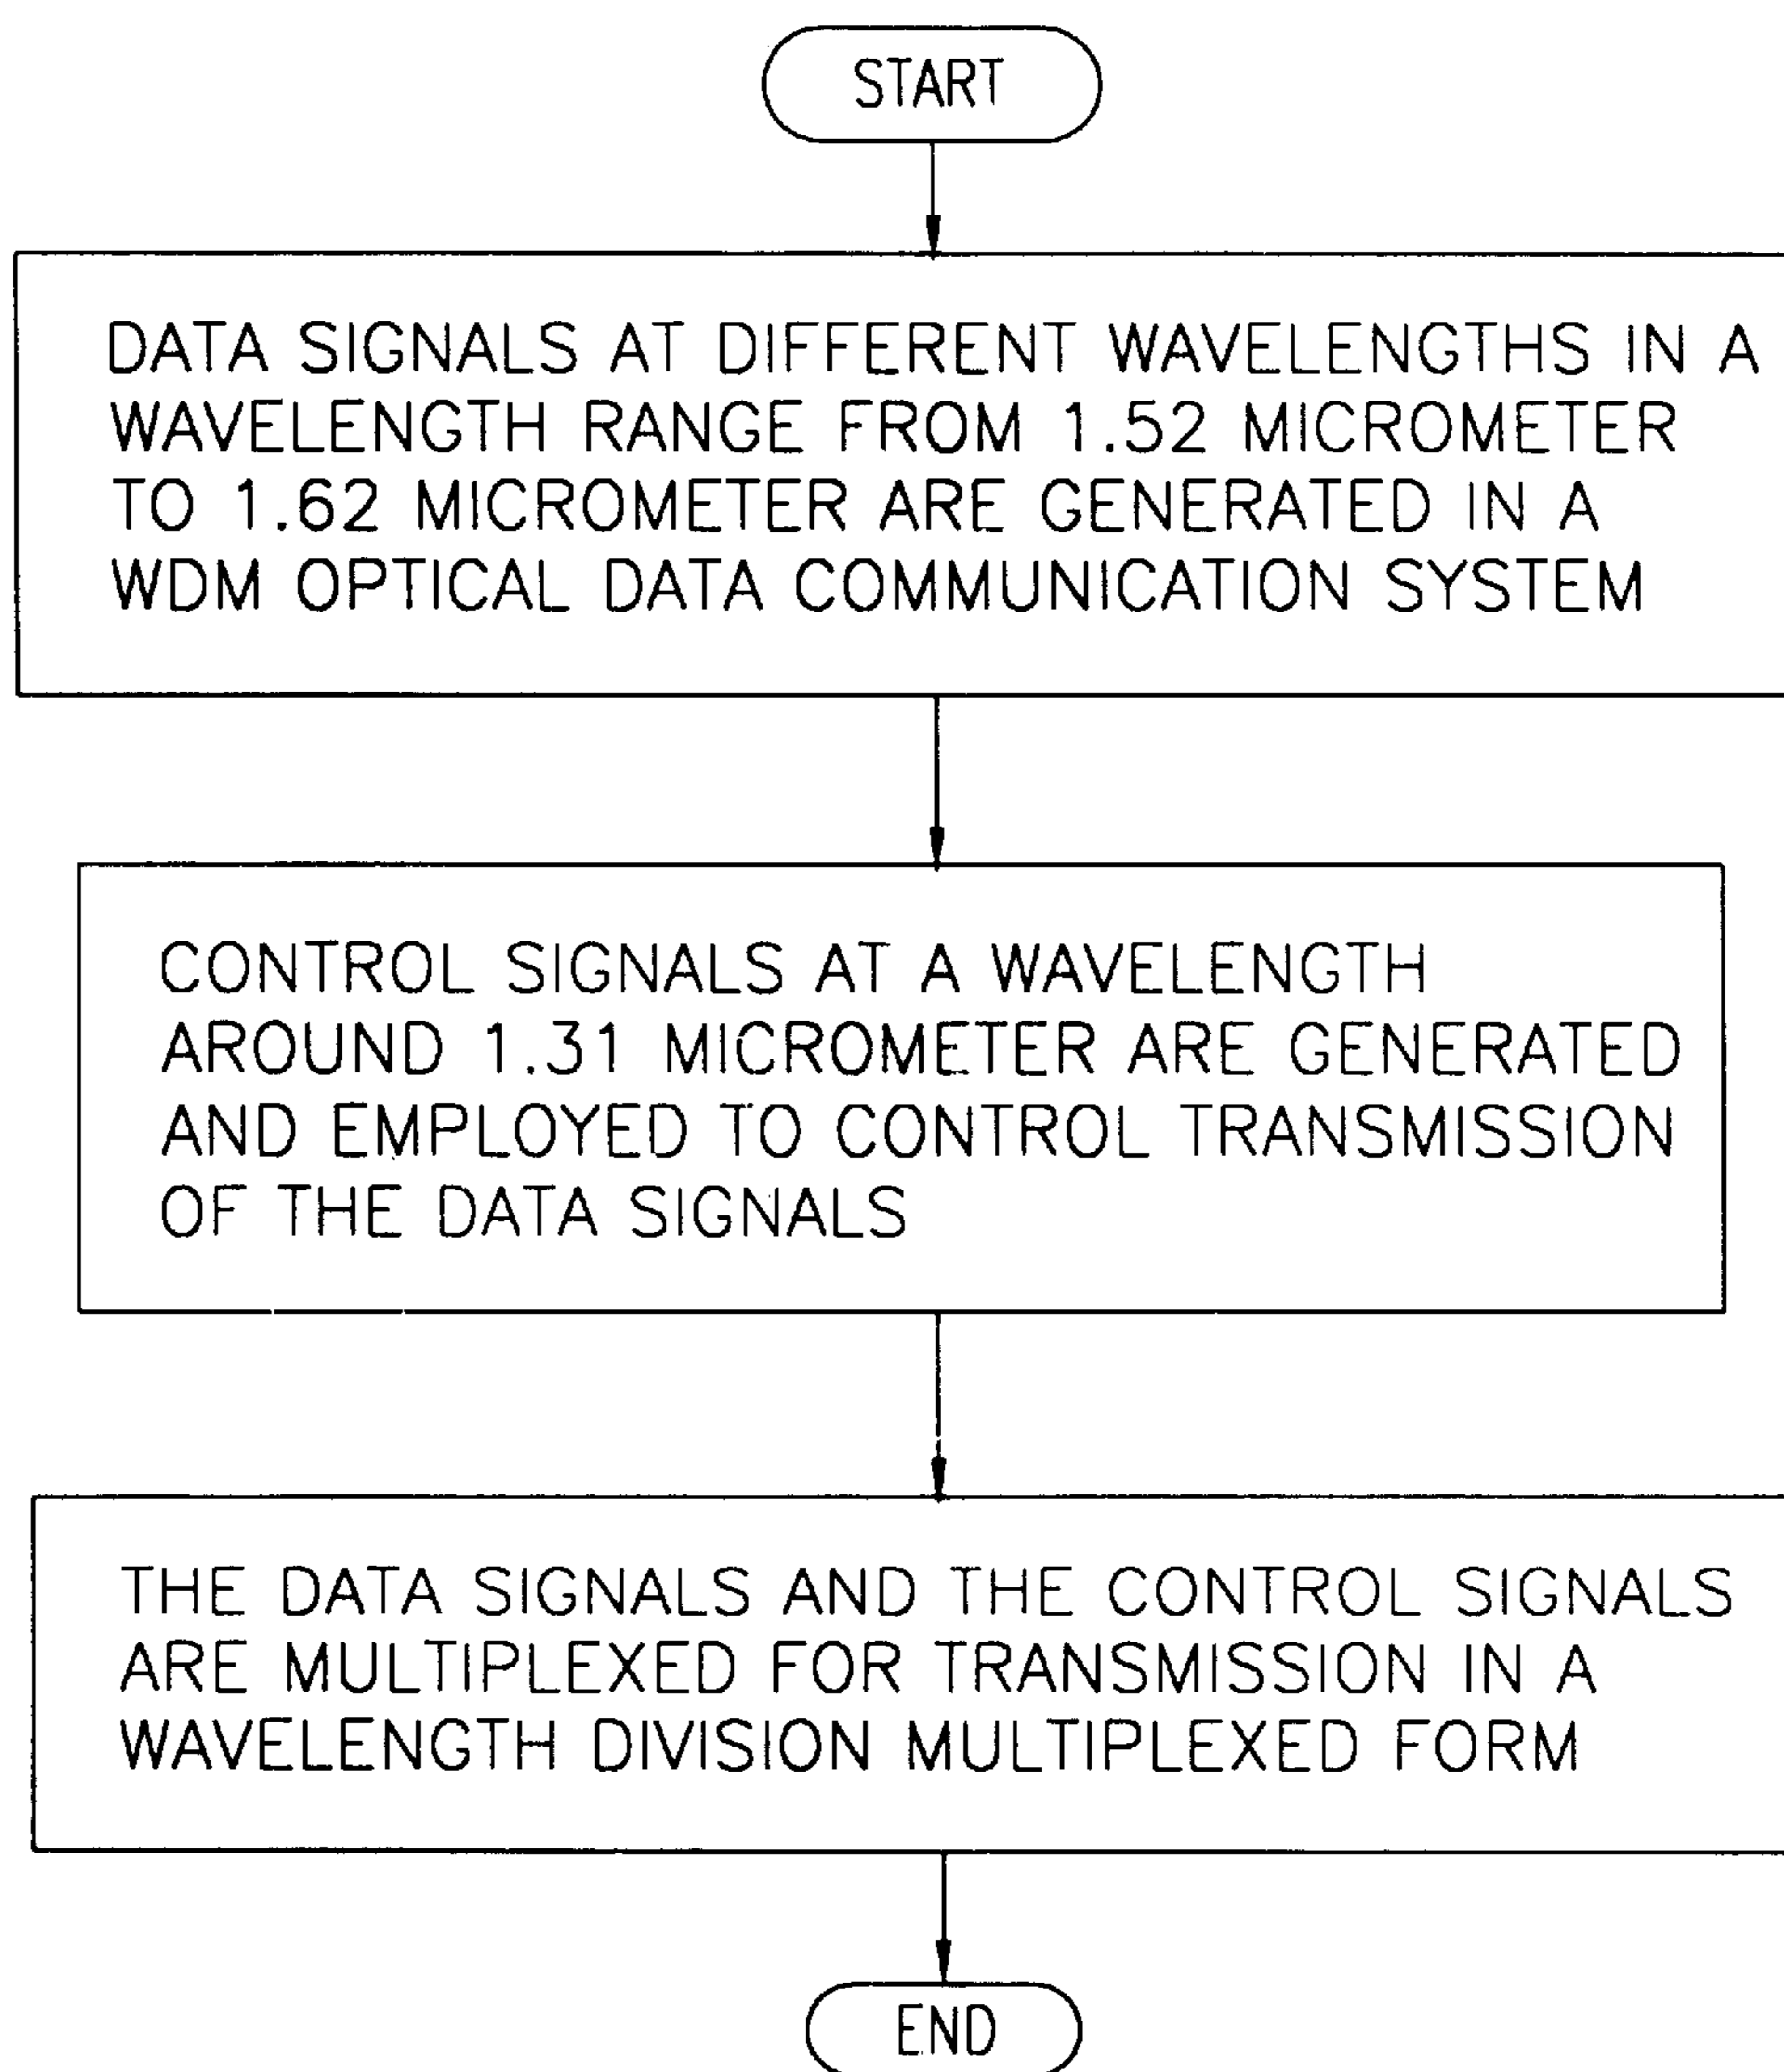 START
DATA SIGNALS AT DIFFERENT WAVELENGTHS IN A
WAVELENGTH RANGE FROM 1.52 MICROMETER
TO 1.62 MICROMETER ARE GENERATED IN A
WDM OPTICAL DATA COMMUNICATION SYSTEM
CONTROL SIGNALS AT A WAVELENGTH
AROUND 1.31 MICROMETER ARE GENERATED
AND EMPLOYED TO CONTROL TRANSMISSION
OF THE DATA SIGNALS
THE DATA SIGNALS AND THE CONTROL SIGNALS
ARE MULTIPLEXED FOR TRANSMISSION IN A
WAVELENGTH DIVISION MULTIPLEXED FORM
END